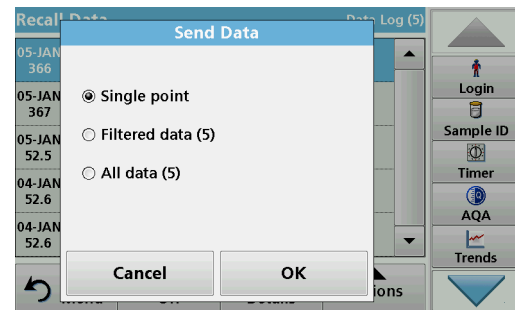 Recall Data
Data Log (5)
Send Data
05-JAN
366
05-JAN
367
05-JAN
52.5
04-JAN
52.6
04-JAN
52.6
Single point
Filtered data (5)
All data (5)
Cancel
OK
Login
Sample ID
Timer
AQA
Trends